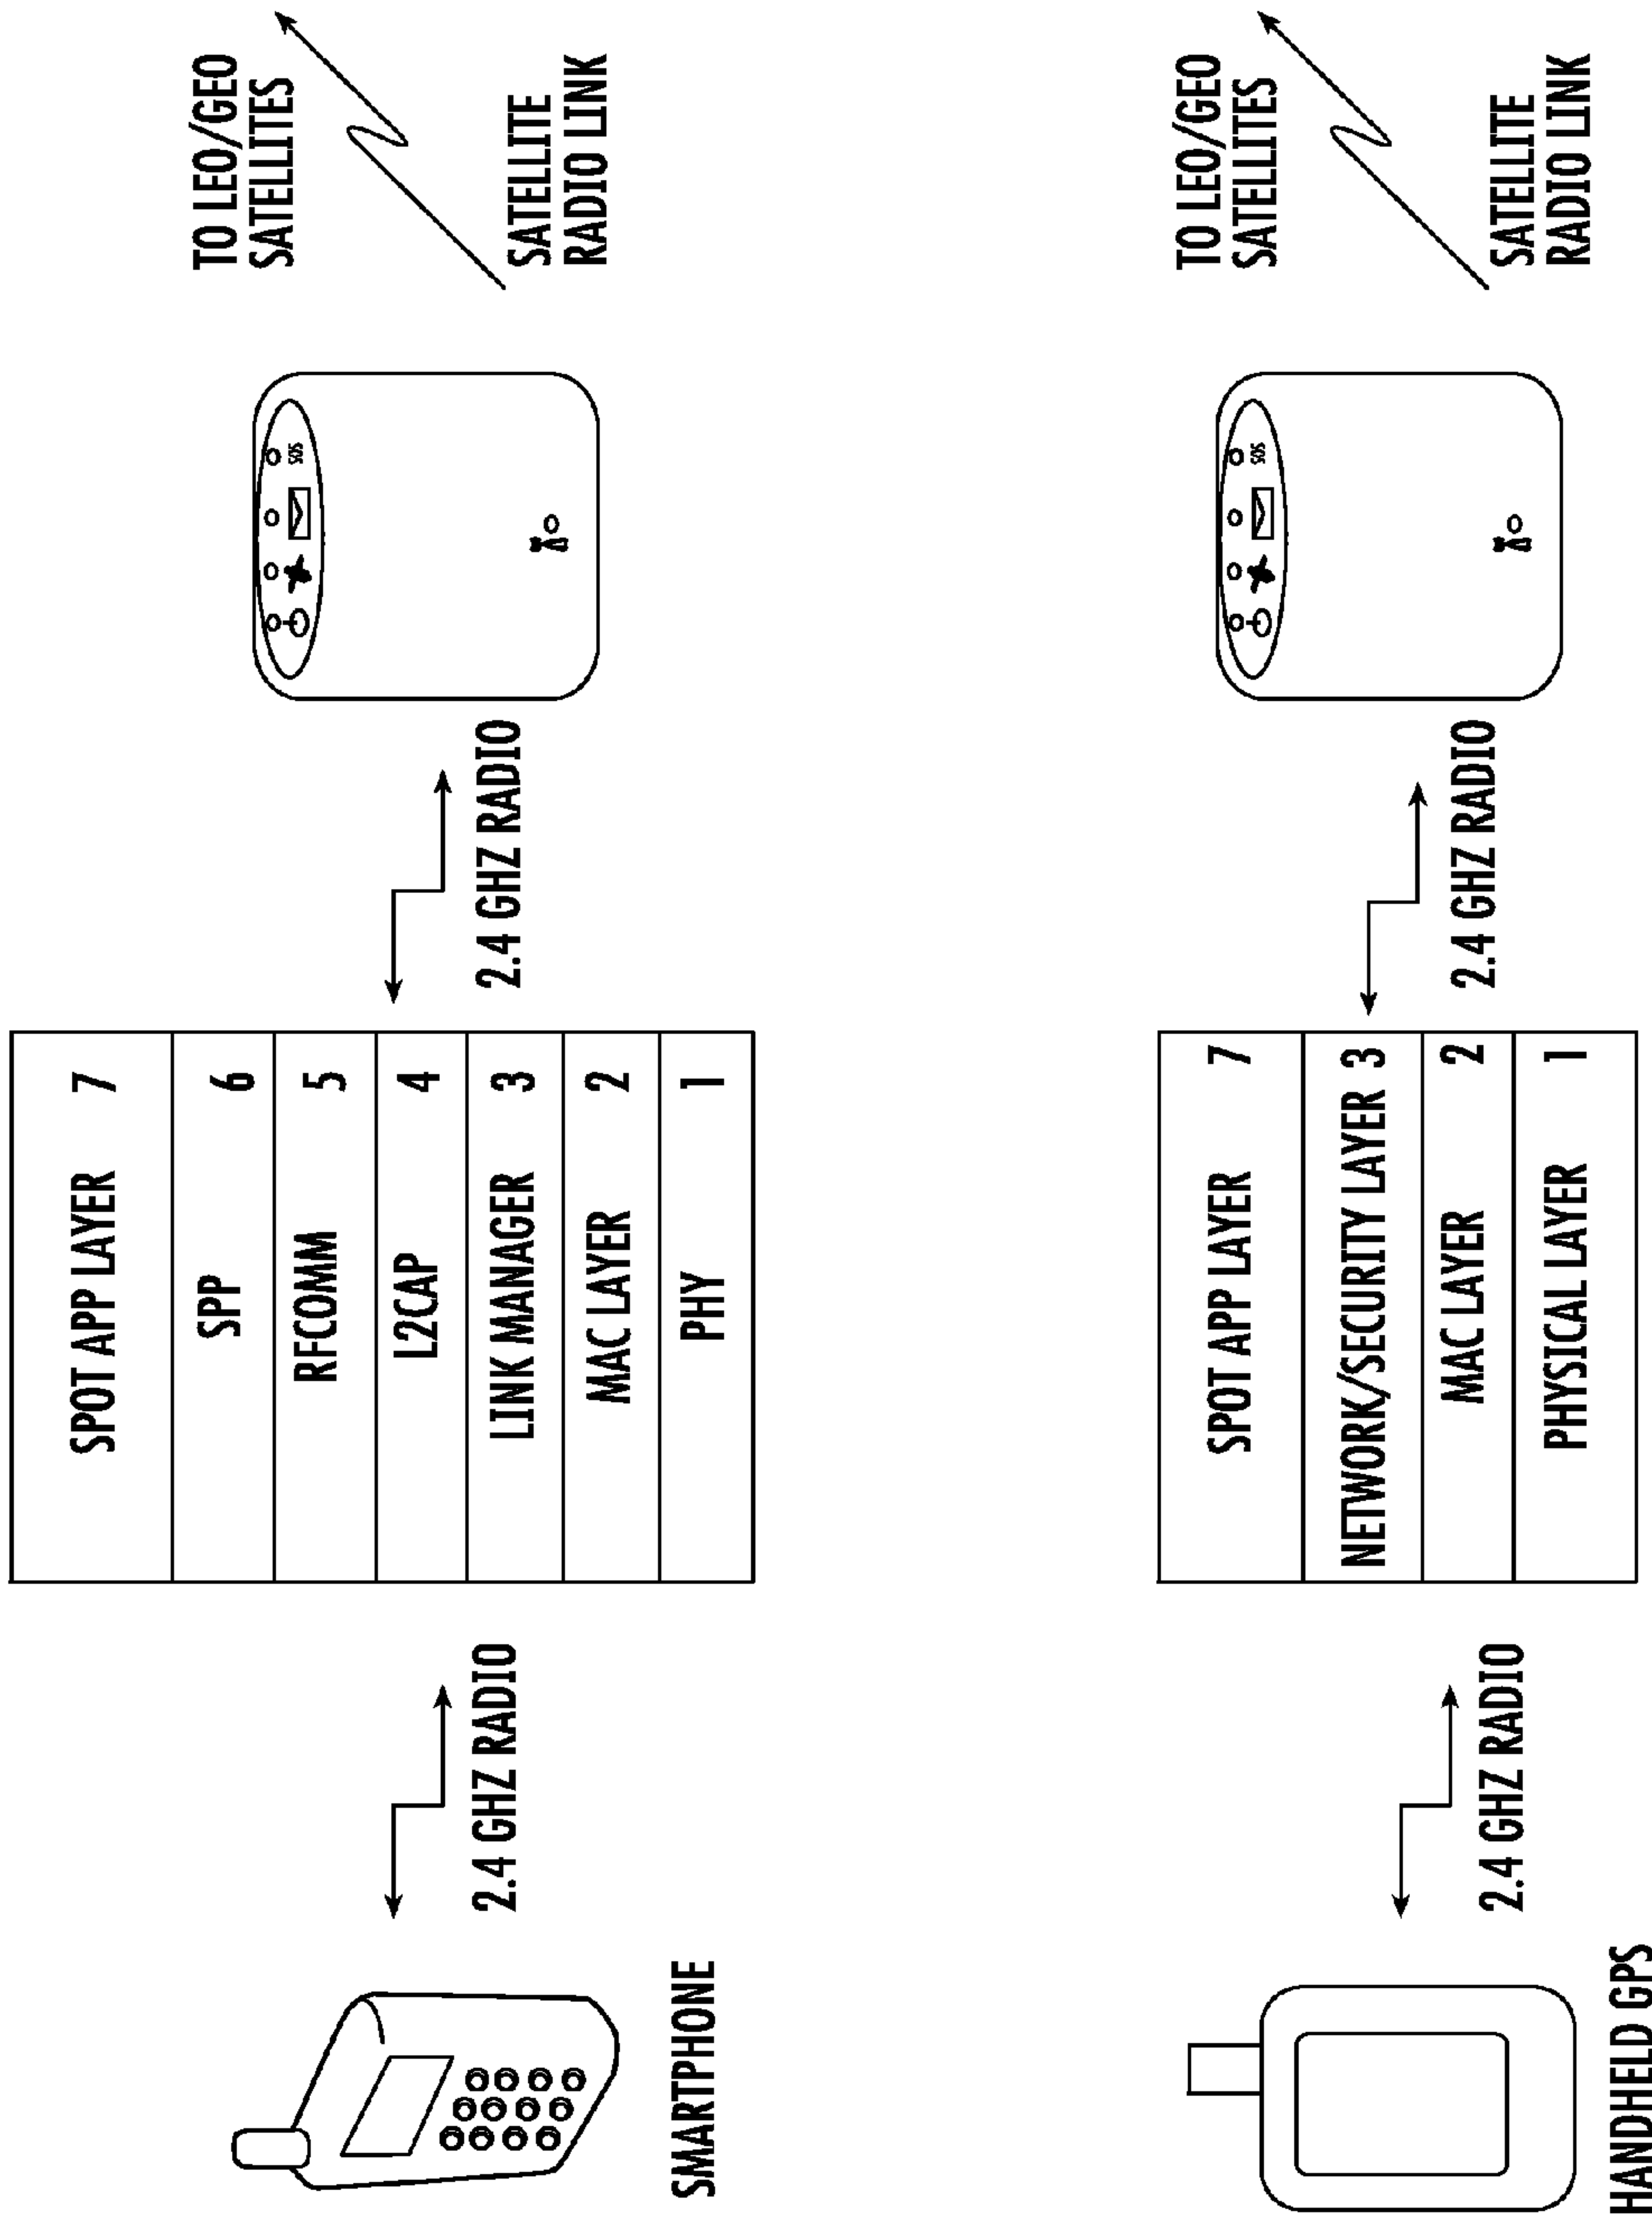 SMARTPHONE
2.4 GHZ RADIO
SPOT APP LAYER 7
SPP 6
RFCOMM 5
L2CAP 4
LINK MANAGER 3
MAC LAYER 2
PHY 1
2.4 GHZ RADIO
SOS
TO LEO/GEO
SATELLITES
SATELLITE
RADIO LINK
HANDHELD GPS
2.4 GHZ RADIO
SPOT APP LAYER 7
NETWORK/SECURITY LAYER 3
MAC LAYER 2
PHYSICAL LAYER 1
2.4 GHZ RADIO
SOS
TO LEO/GEO
SATELLITES
SATELLITE
RADIO LINK